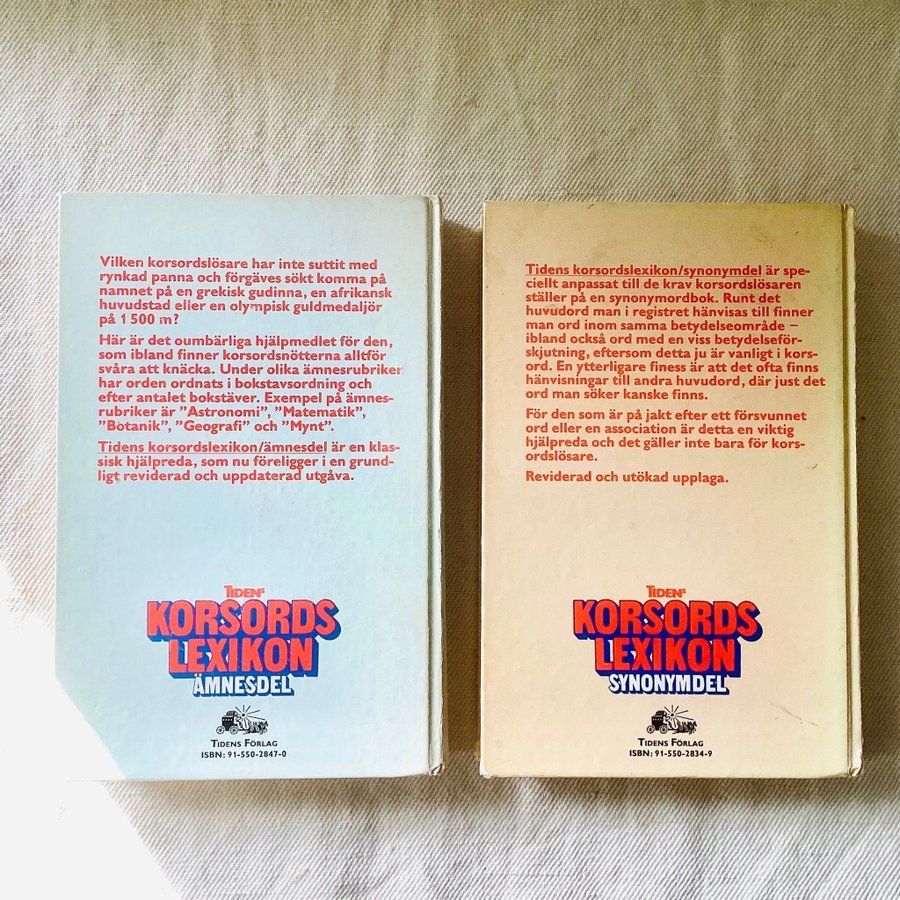 Vilken korsordslösare har inte suttit med
rynkad panna och förgäves sökt komma på
namnet på en grekisk gudinna, en afrikansk
huvudstad eller en olympisk guldmedaljör
på 1 500 m?
Här är det oumbärliga hjälpmedlet för den,
som ibland finner korsordsnötterna alltför
svåra att knäcka. Under olika ämnesrubriker
har orden ordnats i bokstavsordning och
efter antalet bokstäver. Exempel på ämnes-
rubriker är ”Astronomi”, ”Matematik”,
”Botanik”, ”Geografi” och ”Mynt”.
Tidens korsordslexikon/ämnesdel är en klas-
sisk hjälpreda, som nu föreligger i en grund-
ligt reviderad och uppdaterad utgåva.
TIDENS
KORSORDS
LEXIKON
ÄMNESDEL
TIDENS FÖRLAG
ISBN: 91-550-2847-0
Tidens korsordslexikon/synonymdel är spe-
ciellt anpassat till de krav korsordslösaren
ställer på en synonymordbok. Runt det
huvudord man i registret hänvisas till finner
man ord inom samma betydelseområde –
ibland också ord med en viss betydelseför-
skjutning, eftersom detta ju är vanligt i kors-
ord. En ytterligare finess är att det ofta finns
hänvisningar till andra huvudord, där just det
ord man söker kanske finns.
För den som är på jakt efter ett försvunnet
ord eller en association är detta en viktig
hjälpreda och det gäller inte bara för kors-
ordslösare.
Reviderad och utökad upplaga.
TIDENS
KORSORDS
LEXIKON
SYNONYMDEL
TIDENS FÖRLAG
ISBN: 91-550-2834-9